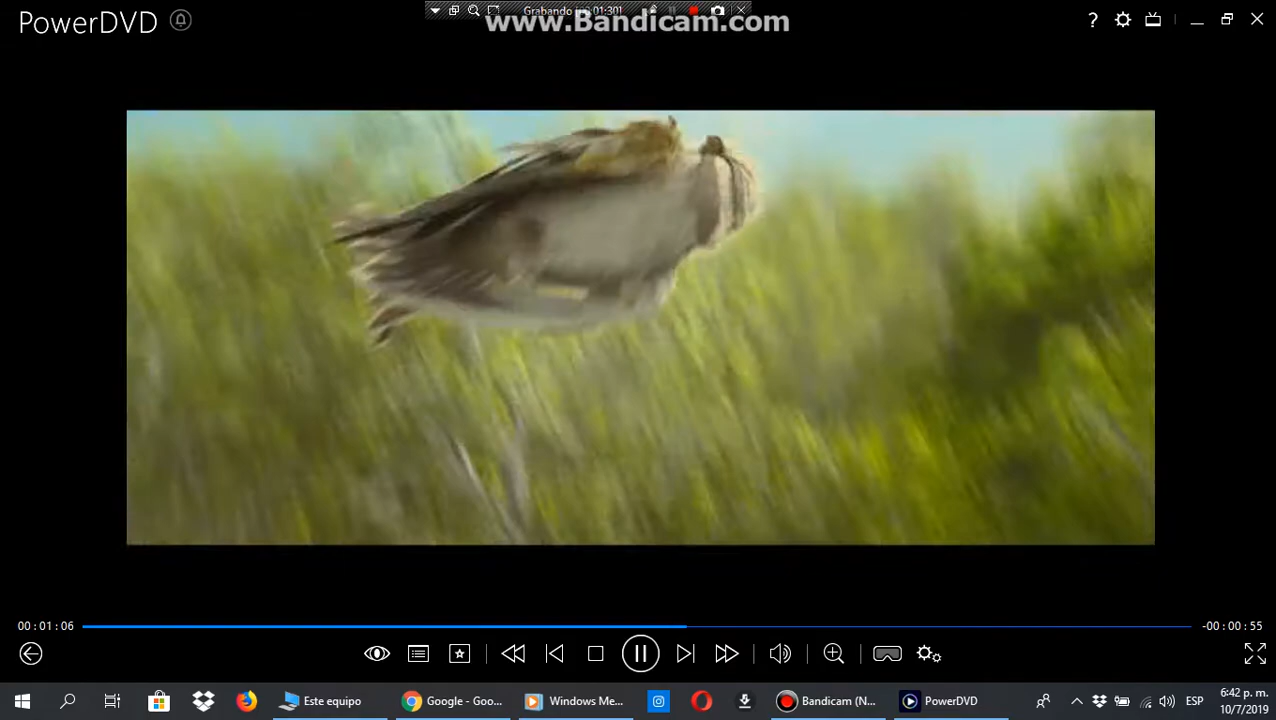 PowerDVD
www.Bandicam.com
00:01:06
-00:00:55
Este equipo
Google - Goo...
Windows Me...
Bandicam (N...
PowerDVD
ESP
6:42 p. m.
10/7/2019